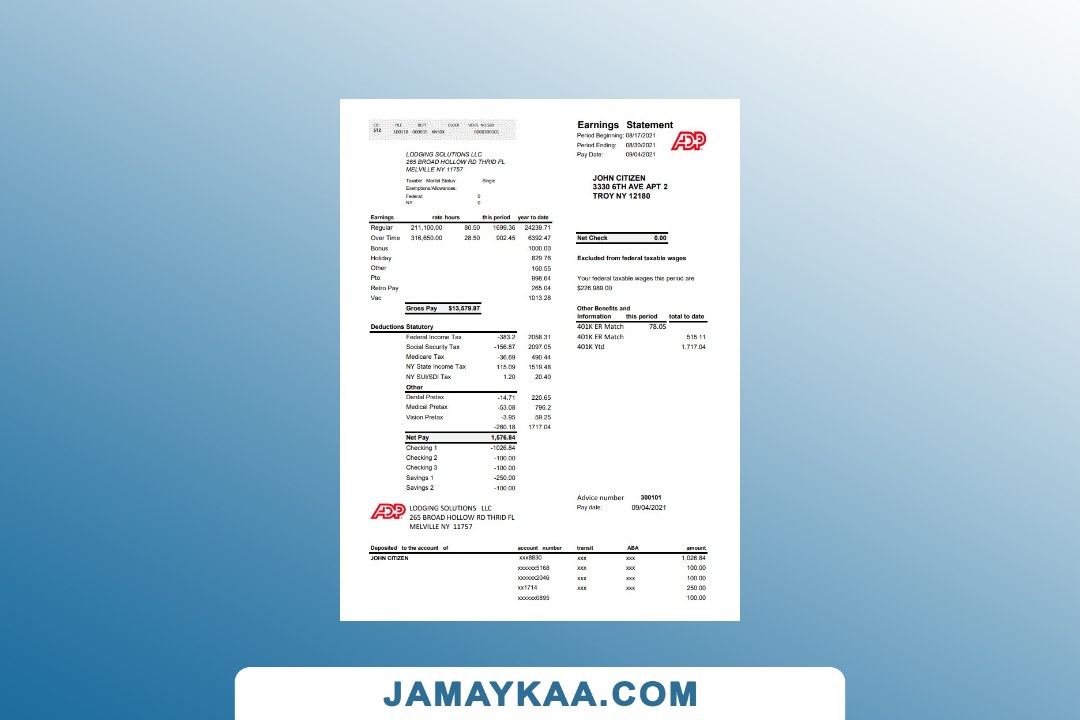 CO. FILE DEPT CLOCK VCHR. NO.500
Earnings Statement
Period Beginning: 08/17/2021
Period Ending: 08/30/2021
Pay Date: 09/04/2021
ADP
LODGING SOLUTIONS LLC
265 BROAD HOLLOW RD THRID FL
MELVILLE NY 11757
Taxable Marital Status: Single
Exemptions/Allowances:
Federal: 0
NY: 0
JOHN CITIZEN
3330 6TH AVE APT 2
TROY NY 12180
Earnings rate hours this period year to date
Regular 211,100.00 80.50 1699.36 24239.71
Over Time 316,650.00 28.50 902.45 6392.47
Bonus 1000.00
Holiday 829.76
Other 160.55
Pto 998.64
Retro Pay 265.04
Vac 1013.28
Gross Pay $13,579.97
Net Check 0.00
Excluded from federal taxable wages
Your federal taxable wages this period are
$226,989.00
Other Benefits and
Information this period total to date
401K ER Match 78.05
401K ER Match 515.11
401K Ytd 1,717.04
Deductions Statutory
Federal Income Tax -383.2 2058.31
Social Security Tax -156.87 2097.05
Medicare Tax -36.69 490.44
NY State Income Tax 115.09 1519.48
NY SUI/SDI Tax 1.20 20.40
Other
Dental Pretax -14.71 220.65
Medical Pretax -53.08 796.2
Vision Pretax -3.95 59.25
-260.18 1717.04
Net Pay 1,576.84
Checking 1 -1026.84
Checking 2 -100.00
Checking 3 -100.00
Savings 1 -250.00
Savings 2 -100.00
ADP
LODGING SOLUTIONS LLC
265 BROAD HOLLOW RD THRID FL
MELVILLE NY 11757
Advice number 300101
Pay date: 09/04/2021
Deposited to the account of account number transit ABA amount
JOHN CITIZEN xxx8830 xxx xxx 1,026.84
xxxxxx5168 xxx xxx 100.00
xxxxxx2046 xxx xxx 100.00
xx1714 xxx xxx 250.00
xxxxxx0895 100.00
JAMAYKAA.COM